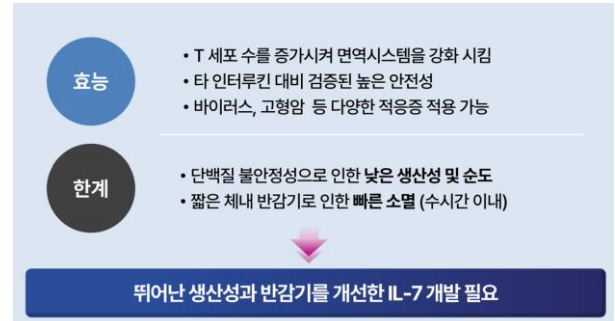 효능
• T 세포 수를 증가시켜 면역시스템을 강화 시킴
• 타 인터루킨 대비 검증된 높은 안전성
• 바이러스, 고형암 등 다양한 적응증 적용 가능
한계
• 단백질 불안정성으로 인한 낮은 생산성 및 순도
• 짧은 체내 반감기로 인한 빠른 소멸 (수시간 이내)
뛰어난 생산성과 반감기를 개선한 IL-7 개발 필요